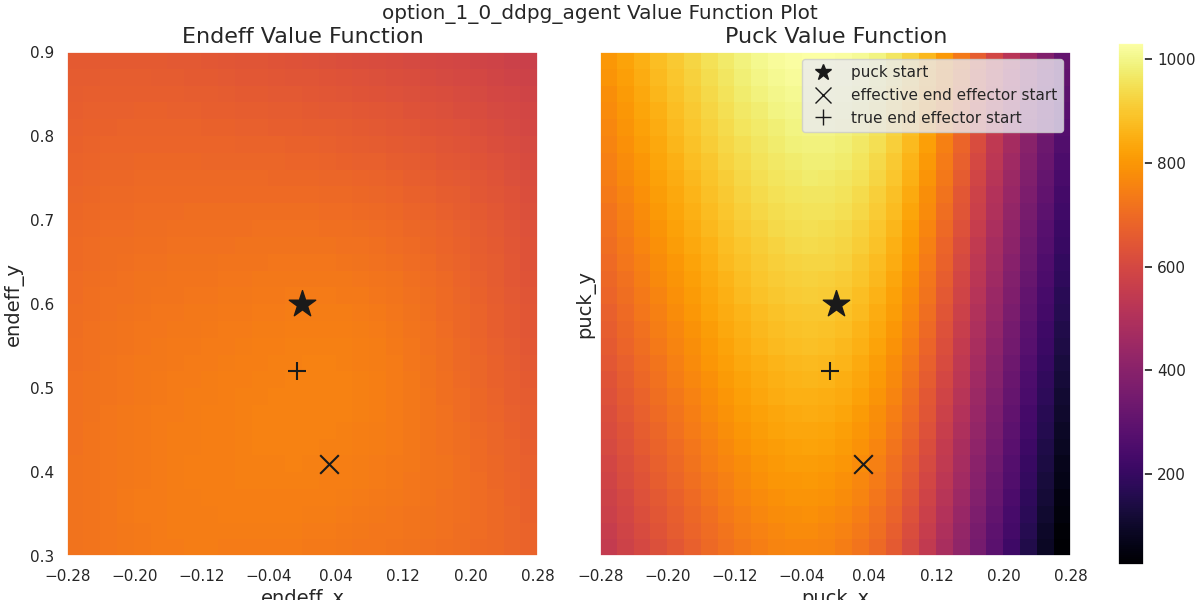 option_1_0_ddpg_agent Value Function Plot
Endeff Value Function
endeff_y
0.9
0.8
0.7
0.6
0.5
0.4
0.3
−0.28 −0.20 −0.12 −0.04 0.04 0.12 0.20 0.28
endeff_x
Puck Value Function
puck start
effective end effector start
true end effector start
puck_y
−0.28 −0.20 −0.12 −0.04 0.04 0.12 0.20 0.28
puck_x
1000
800
600
400
200